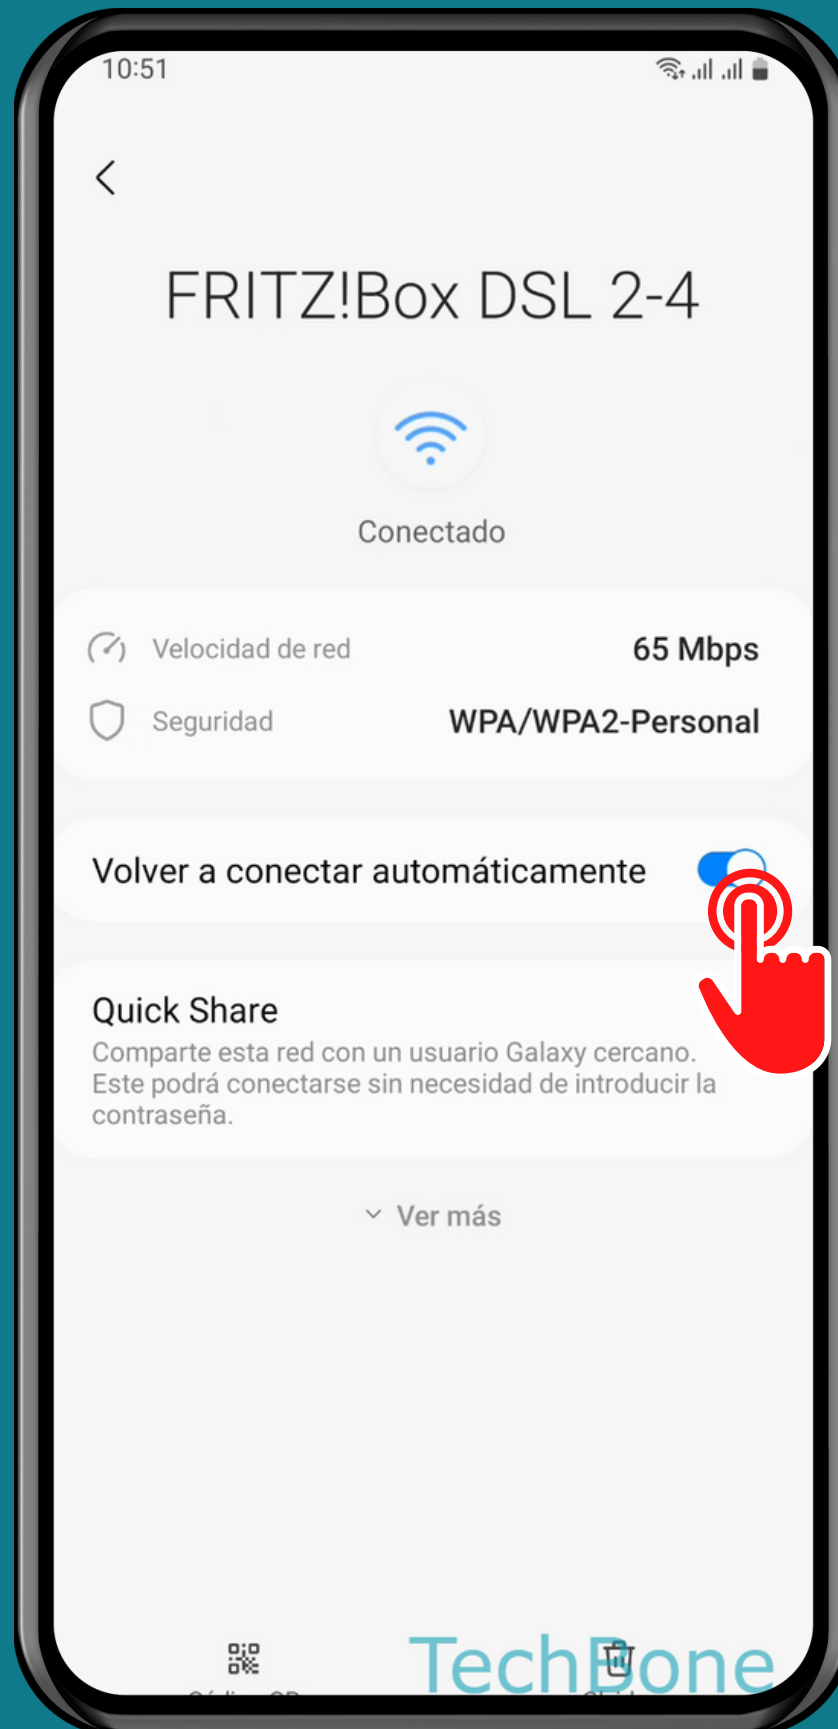 10:51
FRITZ!Box DSL 2-4
Conectado
Velocidad de red 65 Mbps
Seguridad WPA/WPA2-Personal
Volver a conectar automáticamente
Quick Share
Comparte esta red con un usuario Galaxy cercano.
Este podrá conectarse sin necesidad de introducir la
contraseña.
Ver más
TechBone